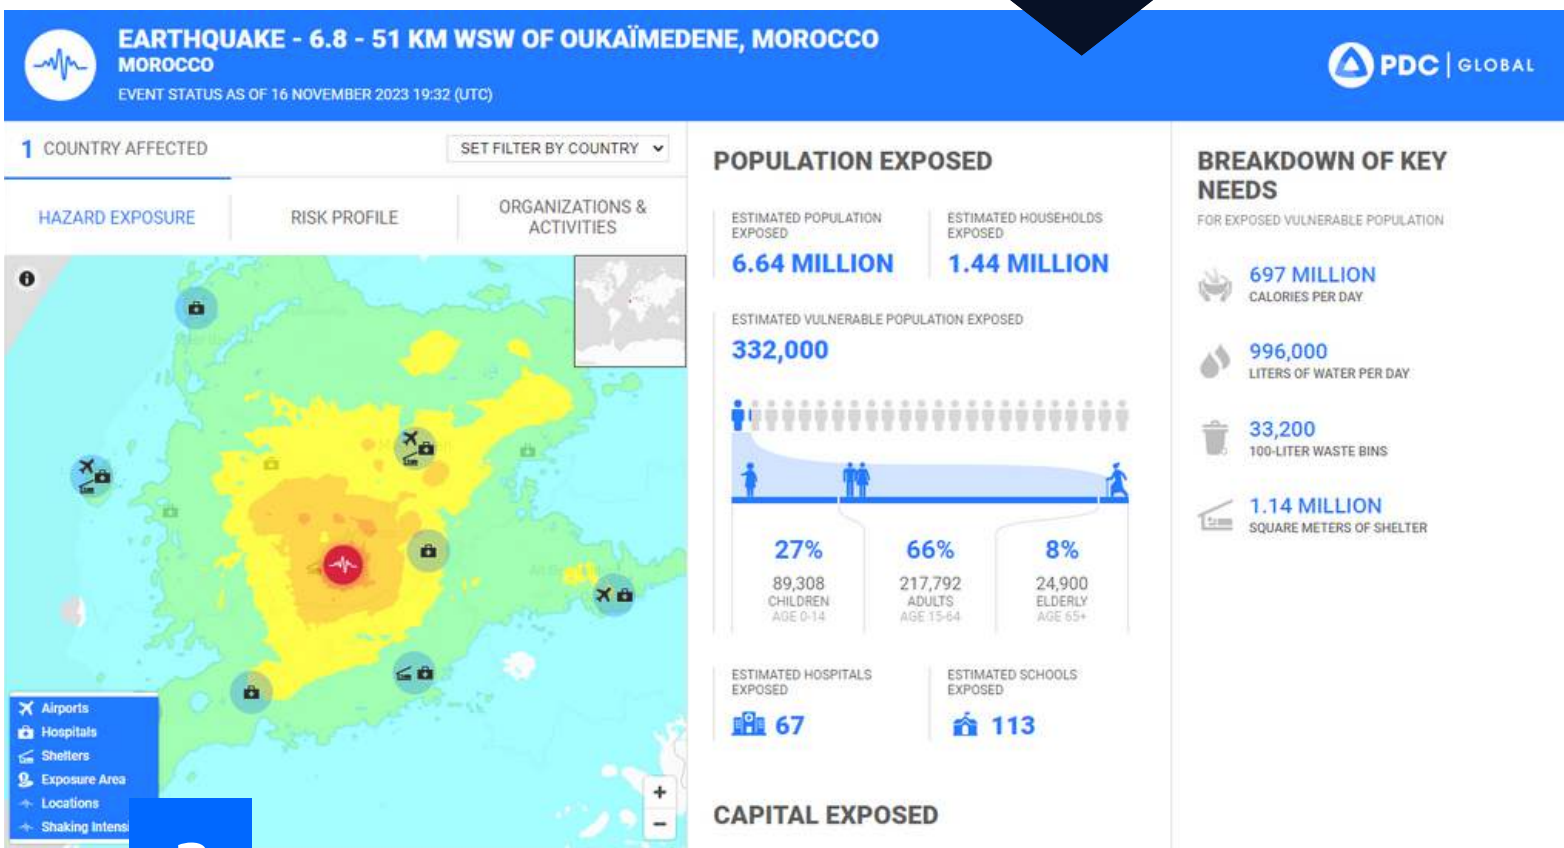 EARTHQUAKE - 6.8 - 51 KM WSW OF OUKAÏMEDENE, MOROCCO
MOROCCO
EVENT STATUS AS OF 16 NOVEMBER 2023 19:32 (UTC)
PDC | GLOBAL
1 COUNTRY AFFECTED
SET FILTER BY COUNTRY
HAZARD EXPOSURE
RISK PROFILE
ORGANIZATIONS &
ACTIVITIES
Airports
Hospitals
Shelters
Exposure Area
Locations
Shaking Intensi
+
−
POPULATION EXPOSED
ESTIMATED POPULATION
EXPOSED
6.64 MILLION
ESTIMATED HOUSEHOLDS
EXPOSED
1.44 MILLION
ESTIMATED VULNERABLE POPULATION EXPOSED
332,000
27%
89,308
CHILDREN
AGE 0-14
66%
217,792
ADULTS
AGE 15-64
8%
24,900
ELDERLY
AGE 65+
ESTIMATED HOSPITALS
EXPOSED
67
ESTIMATED SCHOOLS
EXPOSED
113
CAPITAL EXPOSED
BREAKDOWN OF KEY
NEEDS
FOR EXPOSED VULNERABLE POPULATION
697 MILLION
CALORIES PER DAY
996,000
LITERS OF WATER PER DAY
33,200
100-LITER WASTE BINS
1.14 MILLION
SQUARE METERS OF SHELTER